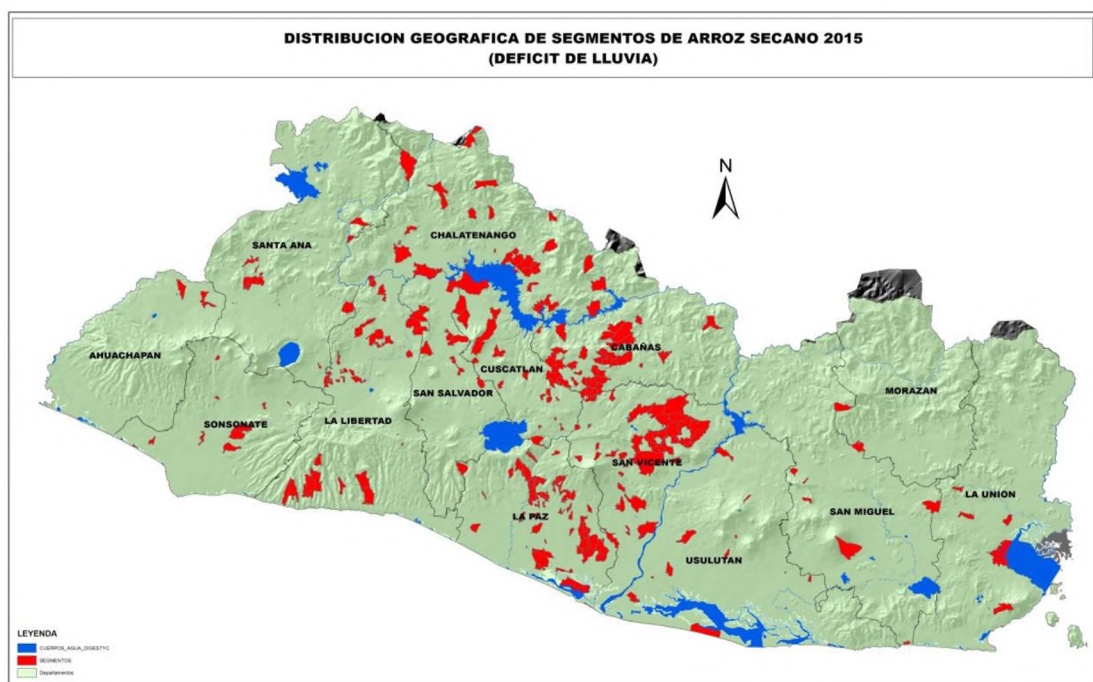 DISTRIBUCION GEOGRAFICA DE SEGMENTOS DE ARROZ SECANO 2015
(DEFICIT DE LLUVIA)
N
CHALATENANGO
SANTA ANA
CABAÑAS
AHUACHAPAN
CUSCATLAN
MORAZAN
SAN SALVADOR
LA LIBERTAD
SONSONATE
SAN VICENTE
LA UNION
SAN MIGUEL
LA PAZ
USULUTAN
LEYENDA
CUERPOS_AGUA_DIGESTYC
SEGMENTOS
Departamentos